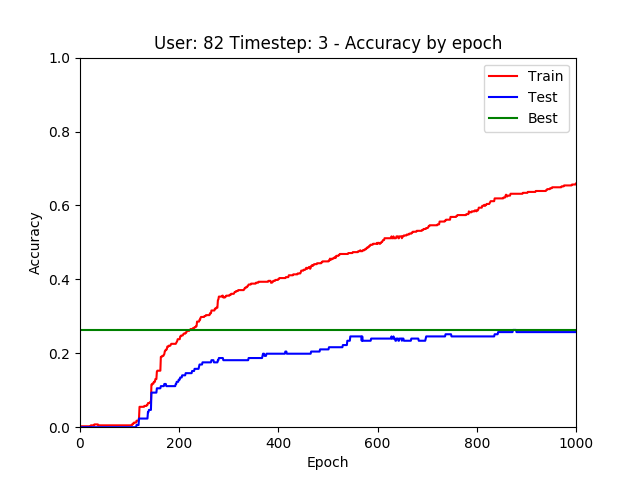 User: 82 Timestep: 3 - Accuracy by epoch
1.0
0.8
0.6
0.4
0.2
0.0
Accuracy
Train
Test
Best
0 200 400 600 800 1000
Epoch